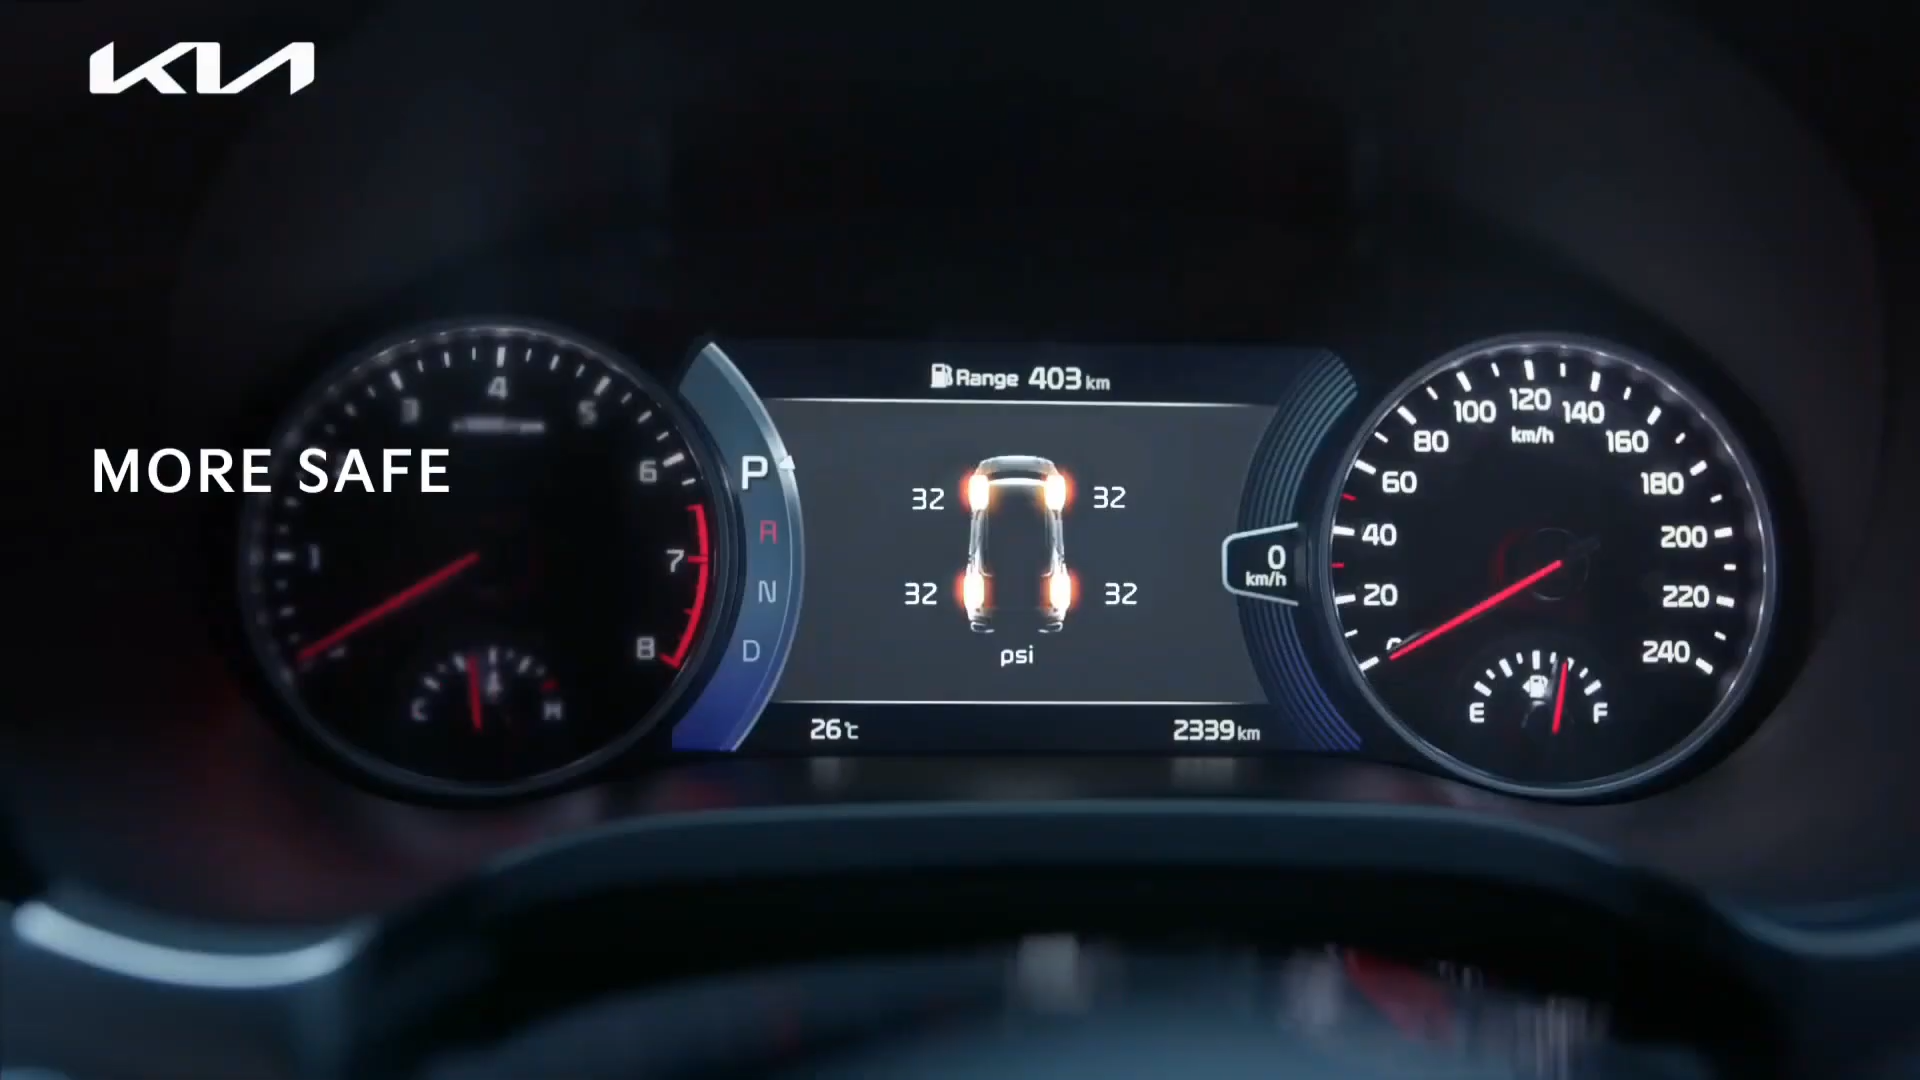 KIA
MORE SAFE
Range 403 km
32 32
32 32
psi
26℃ 2339 km
P
R
N
D
0
km/h
1
3
4
5
6
7
8
C H
0
20
40
60
80
100
120
140
160
180
200
220
240
km/h
E F